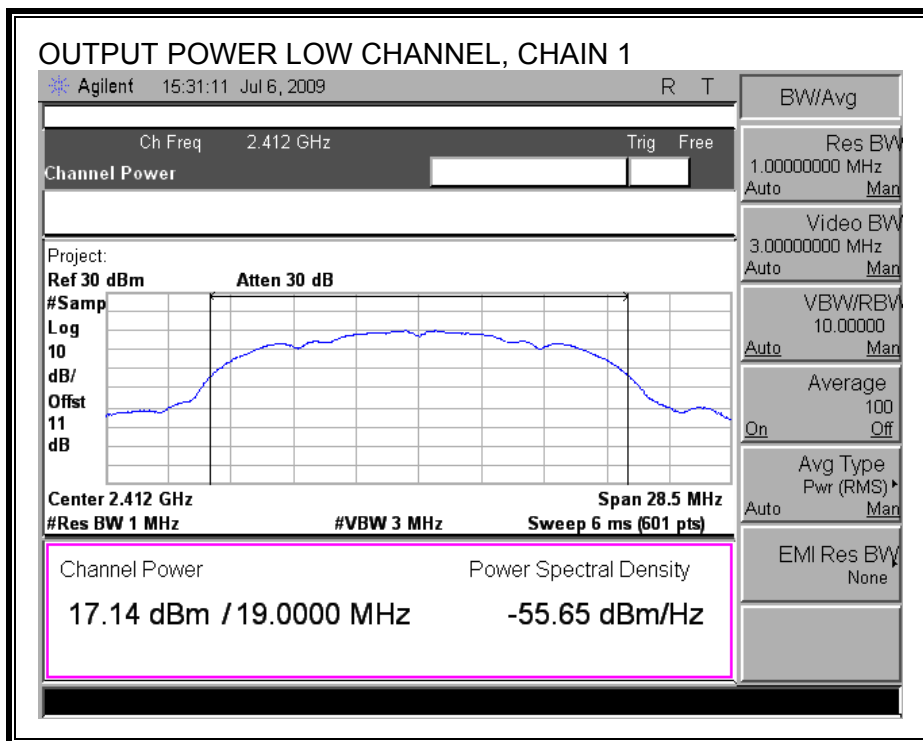 OUTPUT POWER LOW CHANNEL, CHAIN 1
Agilent 15:31:11 Jul 6, 2009 R T
Ch Freq 2.412 GHz Trig Free
Channel Power
Project:
Ref 30 dBm Atten 30 dB
#Samp
Log
10
dB/
Offst
11
dB
Center 2.412 GHz Span 28.5 MHz
#Res BW 1 MHz #VBW 3 MHz Sweep 6 ms (601 pts)
Channel Power Power Spectral Density
17.14 dBm / 19.0000 MHz -55.65 dBm/Hz
BW/Avg
Res BW
1.00000000 MHz
Auto Man
Video BW
3.00000000 MHz
Auto Man
VBW/RBW
10.00000
Auto Man
Average
100
On Off
Avg Type
Pwr (RMS)
Auto Man
EMI Res BW
None